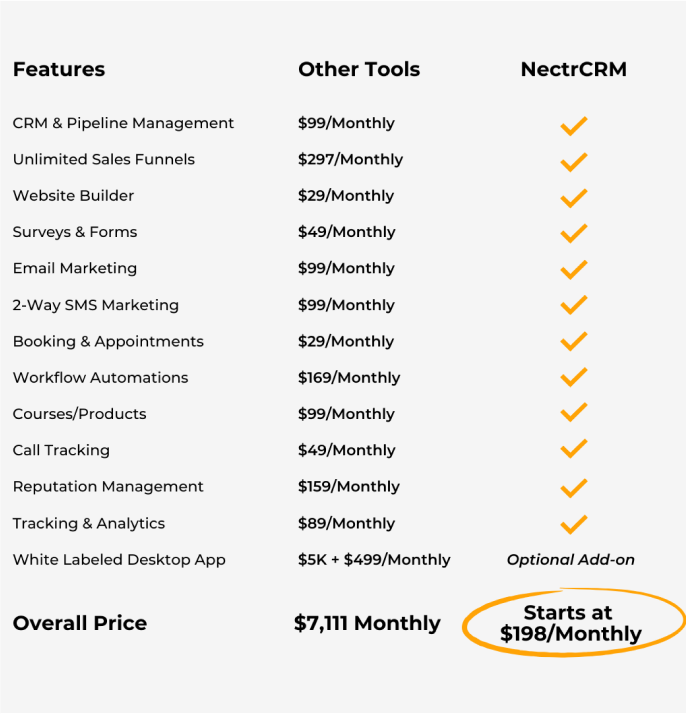 Features Other Tools NectrCRM
CRM & Pipeline Management $99/Monthly
Unlimited Sales Funnels $297/Monthly
Website Builder $29/Monthly
Surveys & Forms $49/Monthly
Email Marketing $99/Monthly
2-Way SMS Marketing $99/Monthly
Booking & Appointments $29/Monthly
Workflow Automations $169/Monthly
Courses/Products $99/Monthly
Call Tracking $49/Monthly
Reputation Management $159/Monthly
Tracking & Analytics $89/Monthly
White Labeled Desktop App $5K + $499/Monthly Optional Add-on
Overall Price $7,111 Monthly
Starts at
$198/Monthly